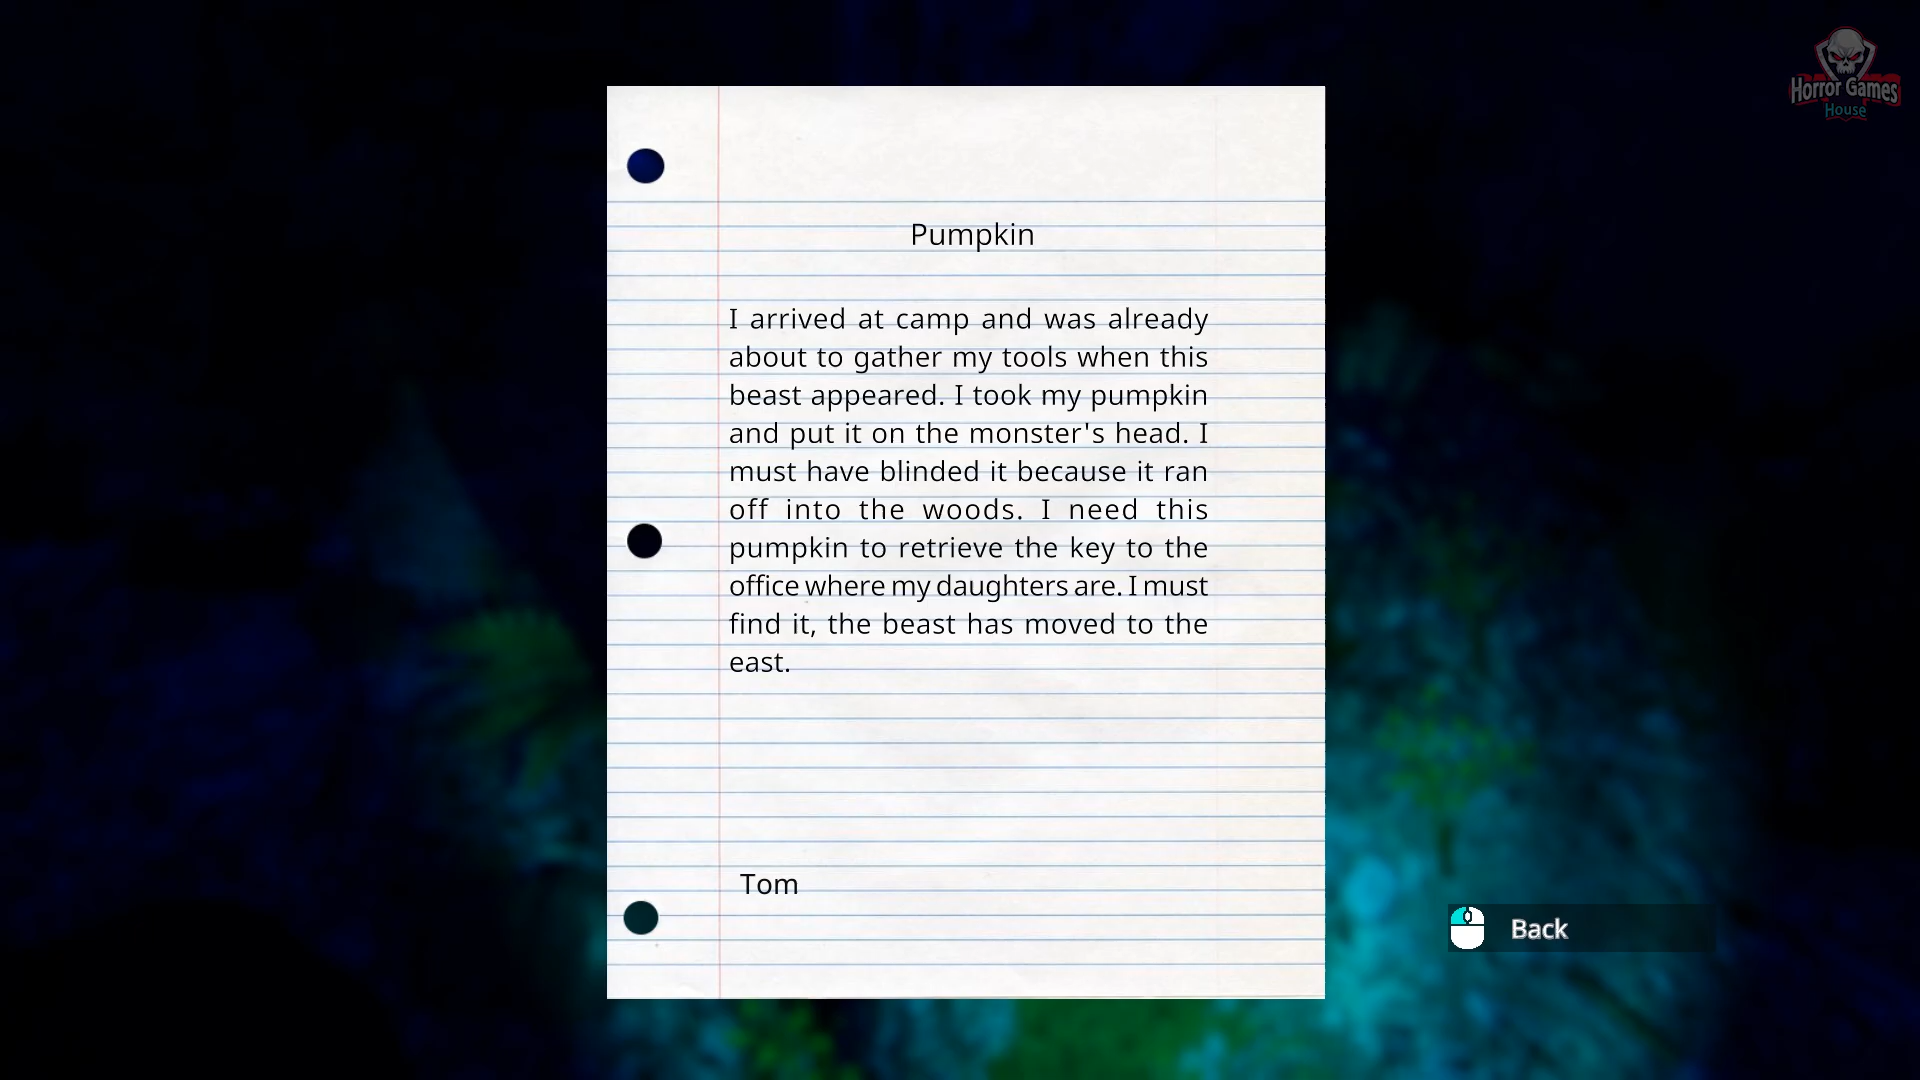 Horror Games
House
Pumpkin
I arrived at camp and was already
about to gather my tools when this
beast appeared. I took my pumpkin
and put it on the monster's head. I
must have blinded it because it ran
off into the woods. I need this
pumpkin to retrieve the key to the
office where my daughters are. I must
find it, the beast has moved to the
east.
Tom
Back